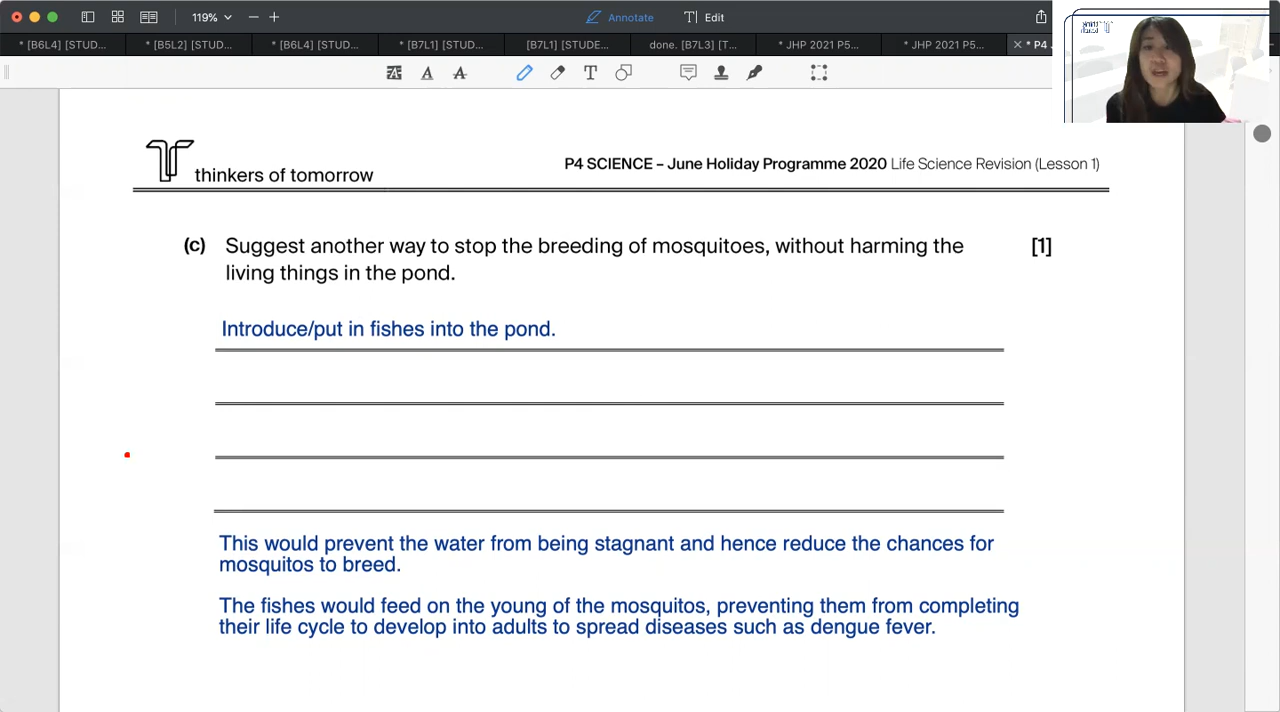 119%
Annotate
Edit
* [B6L4] [STUD...
* [B5L2] [STUD...
* [B6L4] [STUD...
* [B7L1] [STUD...
[B7L1] [STUDE...
done. [B7L3] [T...
* JHP 2021 P5...
* JHP 2021 P5...
* P4
thinkers of tomorrow
P4 SCIENCE – June Holiday Programme 2020 Life Science Revision (Lesson 1)
(c) Suggest another way to stop the breeding of mosquitoes, without harming the [1]
living things in the pond.
Introduce/put in fishes into the pond.
This would prevent the water from being stagnant and hence reduce the chances for
mosquitos to breed.
The fishes would feed on the young of the mosquitos, preventing them from completing
their life cycle to develop into adults to spread diseases such as dengue fever.